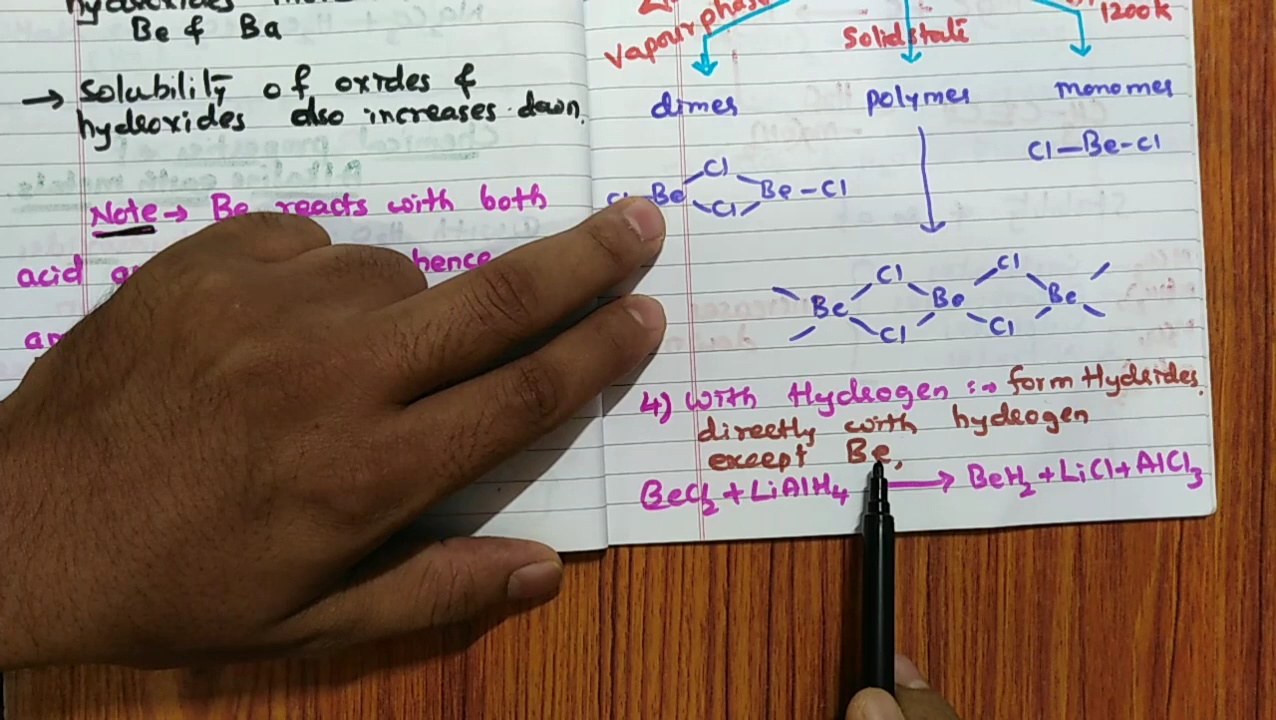 Be & Ba
→ solubility of oxides &
hydroxides also increases down.
Note → Be reacts with both
acid
hence
Vapour phase
solid state
1200k
dimer
polymer
monomer
Cl
Be Be-Cl
Cl
Cl-Be-Cl
Cl Cl
Be Be Be
Cl Cl
4) with Hydrogen :→ form Hydrides
directly with hydrogen
except Be,
BeCl2 + LiAlH4 → BeH2 + LiCl + AlCl3